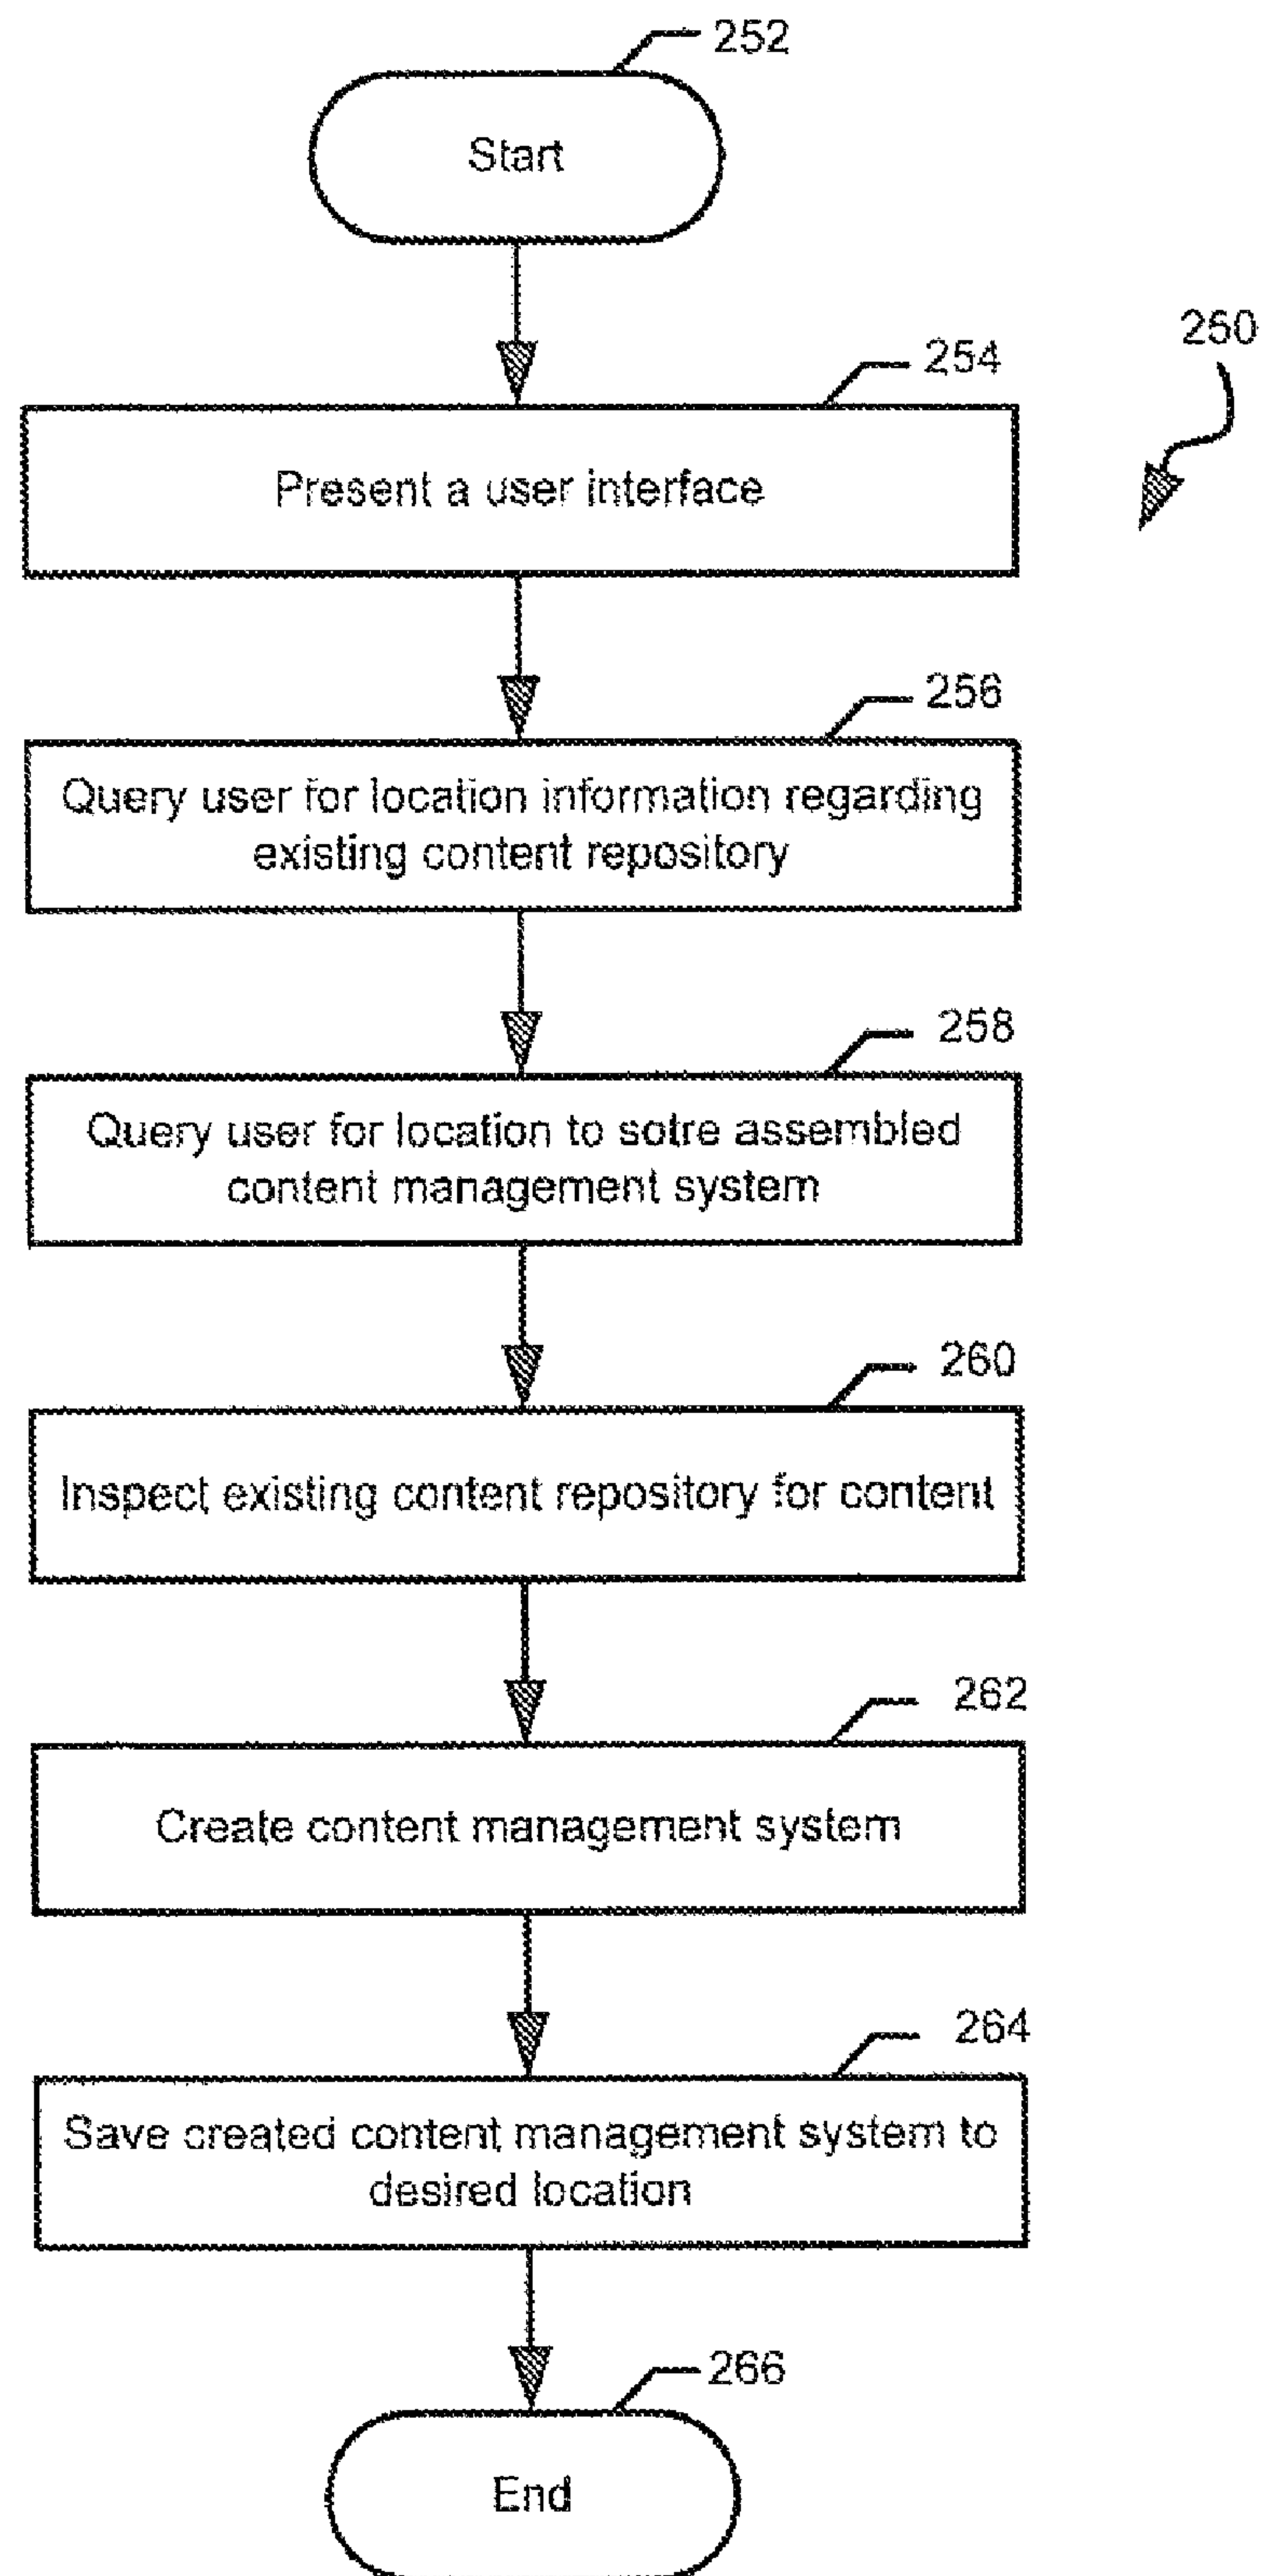 252
Start
250
254
Present a user interface
256
Query user for location information regarding
existing content repository
258
Query user for location to sotre assembled
content management system
260
Inspect existing content repository for content
262
Create content management system
264
Save created content management system to
desired location
266
End